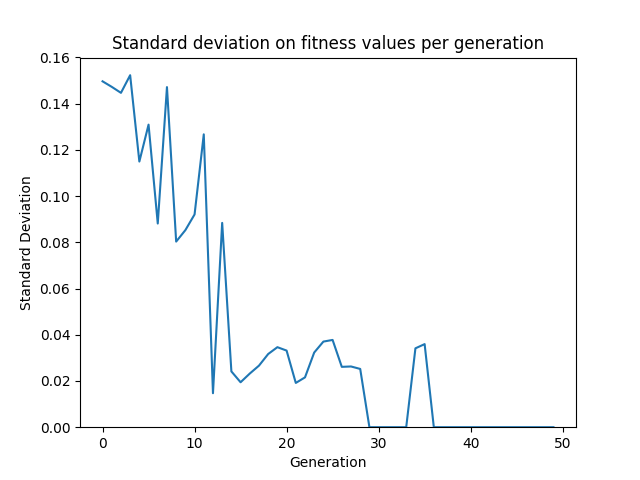 Standard deviation on fitness values per generation
0.16
0.14
0.12
0.10
0.08
0.06
0.04
0.02
0.00
Standard Deviation
0 10 20 30 40 50
Generation